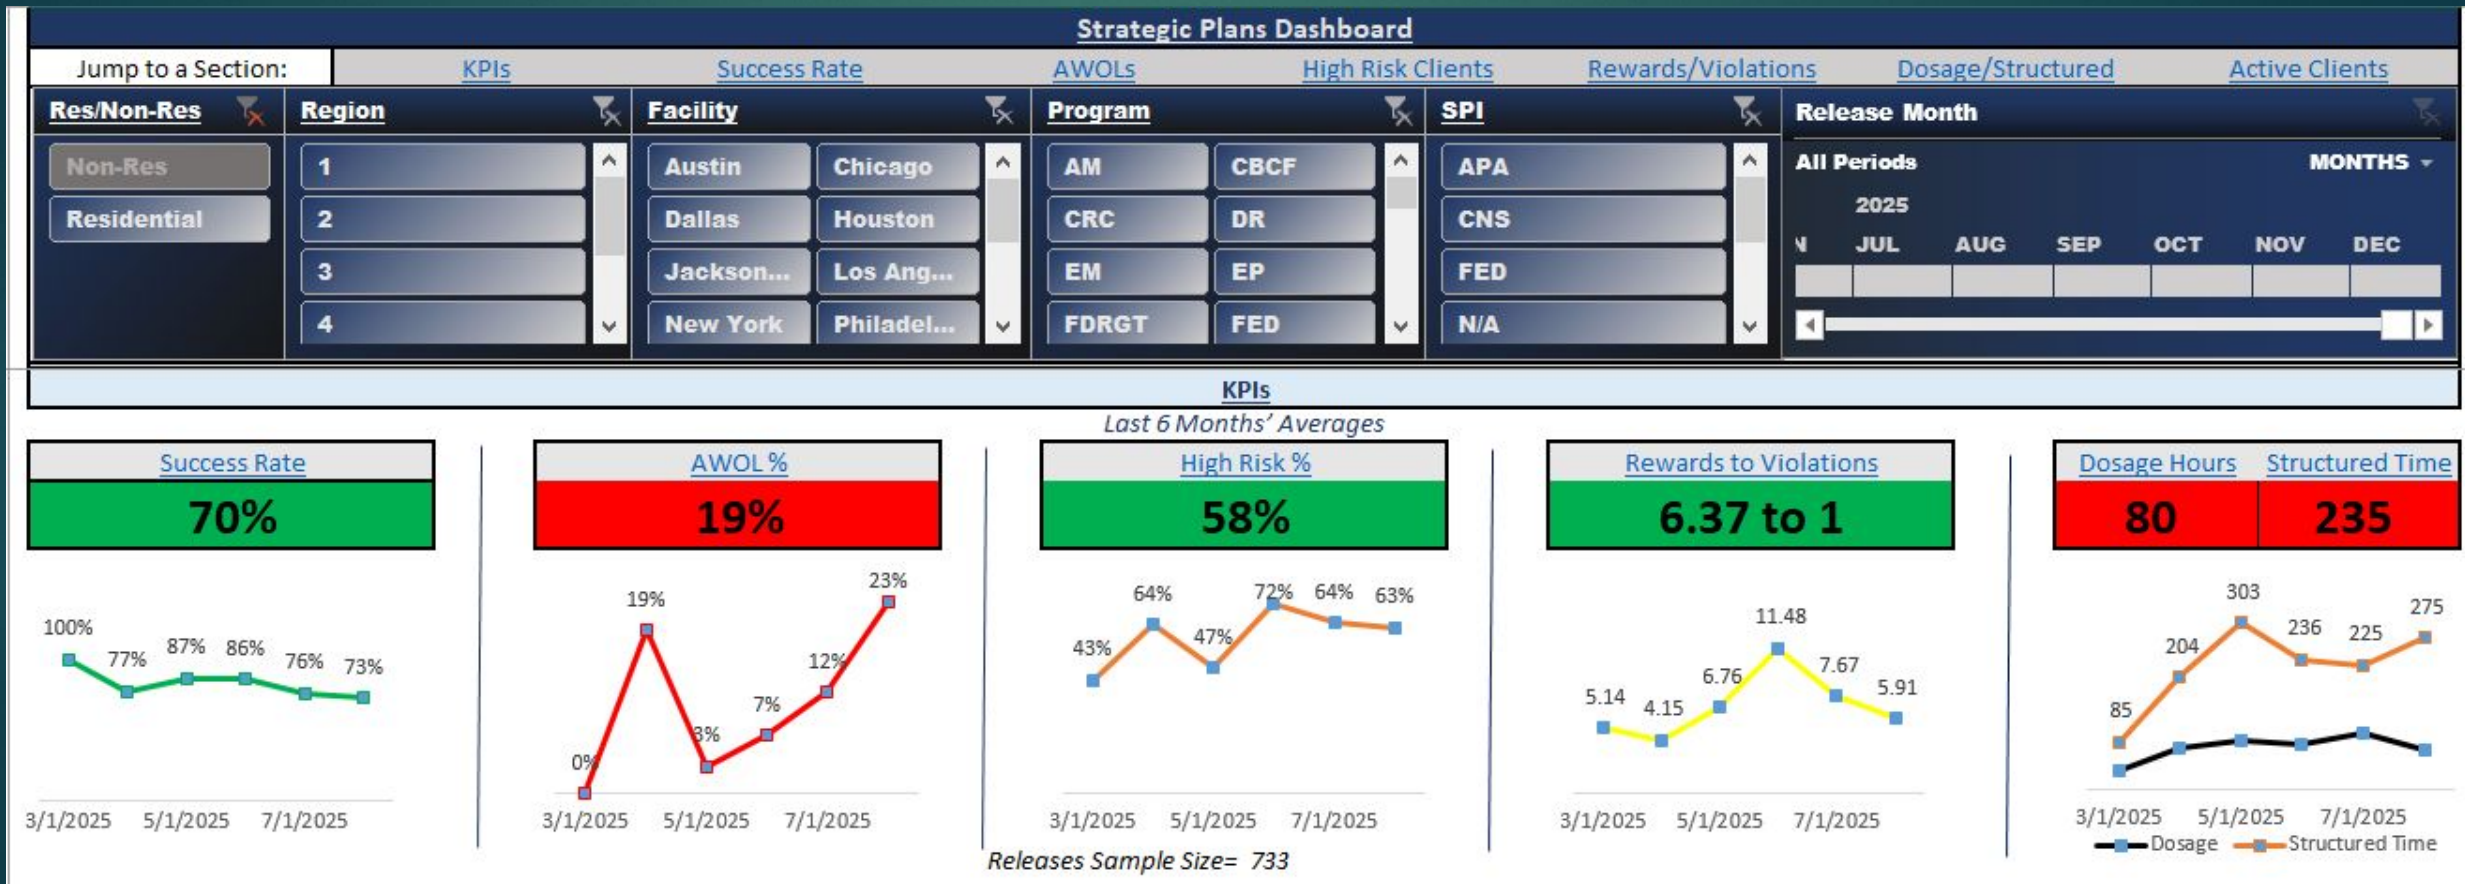 Strategic Plans Dashboard
Jump to a Section: KPIs Success Rate AWOLs High Risk Clients Rewards/Violations Dosage/Structured Active Clients
Res/Non-Res Region Facility Program SPI Release Month
Non-Res 1 Austin Chicago AM CBCF APA All Periods MONTHS
2025
Residential 2 Dallas Houston CRC DR CNS
N JUL AUG SEP OCT NOV DEC
3 Jackson... Los Ang... EM EP FED
4 New York Philadel... FDRGT FED N/A
KPIs
Last 6 Months' Averages
Success Rate AWOL % High Risk % Rewards to Violations Dosage Hours Structured Time
70% 19% 58% 6.37 to 1 80 235
100% 77% 87% 86% 76% 73%
3/1/2025 5/1/2025 7/1/2025
0% 19% 3% 7% 12% 23%
3/1/2025 5/1/2025 7/1/2025
43% 64% 47% 72% 64% 63%
3/1/2025 5/1/2025 7/1/2025
5.14 4.15 6.76 11.48 7.67 5.91
3/1/2025 5/1/2025 7/1/2025
85 204 303 236 225 275
3/1/2025 5/1/2025 7/1/2025
Dosage Structured Time
Releases Sample Size= 733